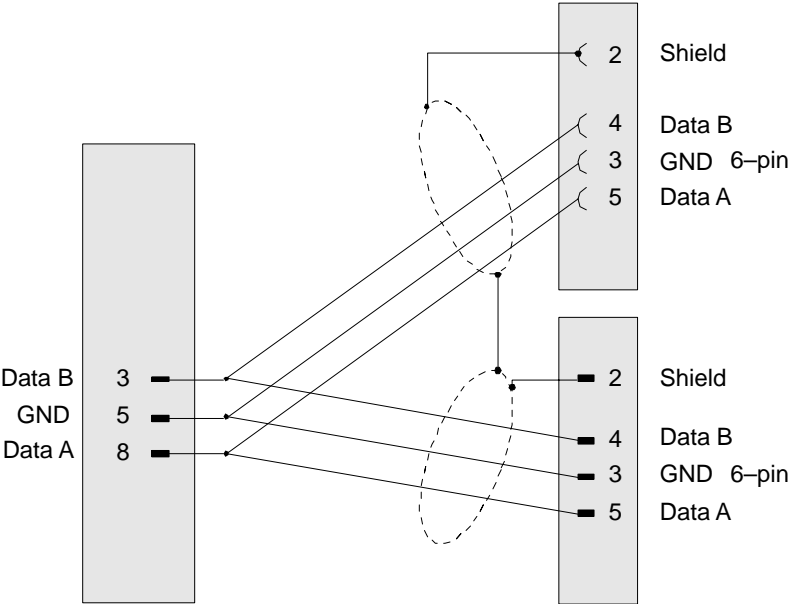 2 Shield
4 Data B
3 GND 6–pin
5 Data A
Data B 3
GND 5
Data A 8
2 Shield
4 Data B
3 GND 6–pin
5 Data A